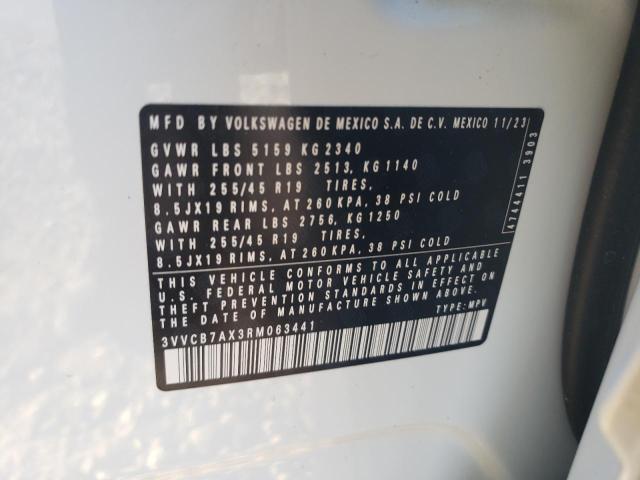 MFD BY VOLKSWAGEN DE MEXICO S.A. DE C.V. MEXICO 11/23
GVWR LBS 5159 KG 2340
GAWR FRONT LBS 2513, KG 1140
WITH 255/45 R19 TIRES,
8.5JX19 RIMS, AT 260 KPA, 38 PSI COLD
GAWR REAR LBS 2756, KG 1250
WITH 255/45 R19 TIRES,
8.5JX19 RIMS, AT 260 KPA, 38 PSI COLD
THIS VEHICLE CONFORMS TO ALL APPLICABLE
U.S. FEDERAL MOTOR VEHICLE SAFETY AND
THEFT PREVENTION STANDARDS IN EFFECT ON
THE DATE OF MANUFACTURE SHOWN ABOVE.
3VVCB7AX3RM063441 TYPE: MPV
4744411 3903